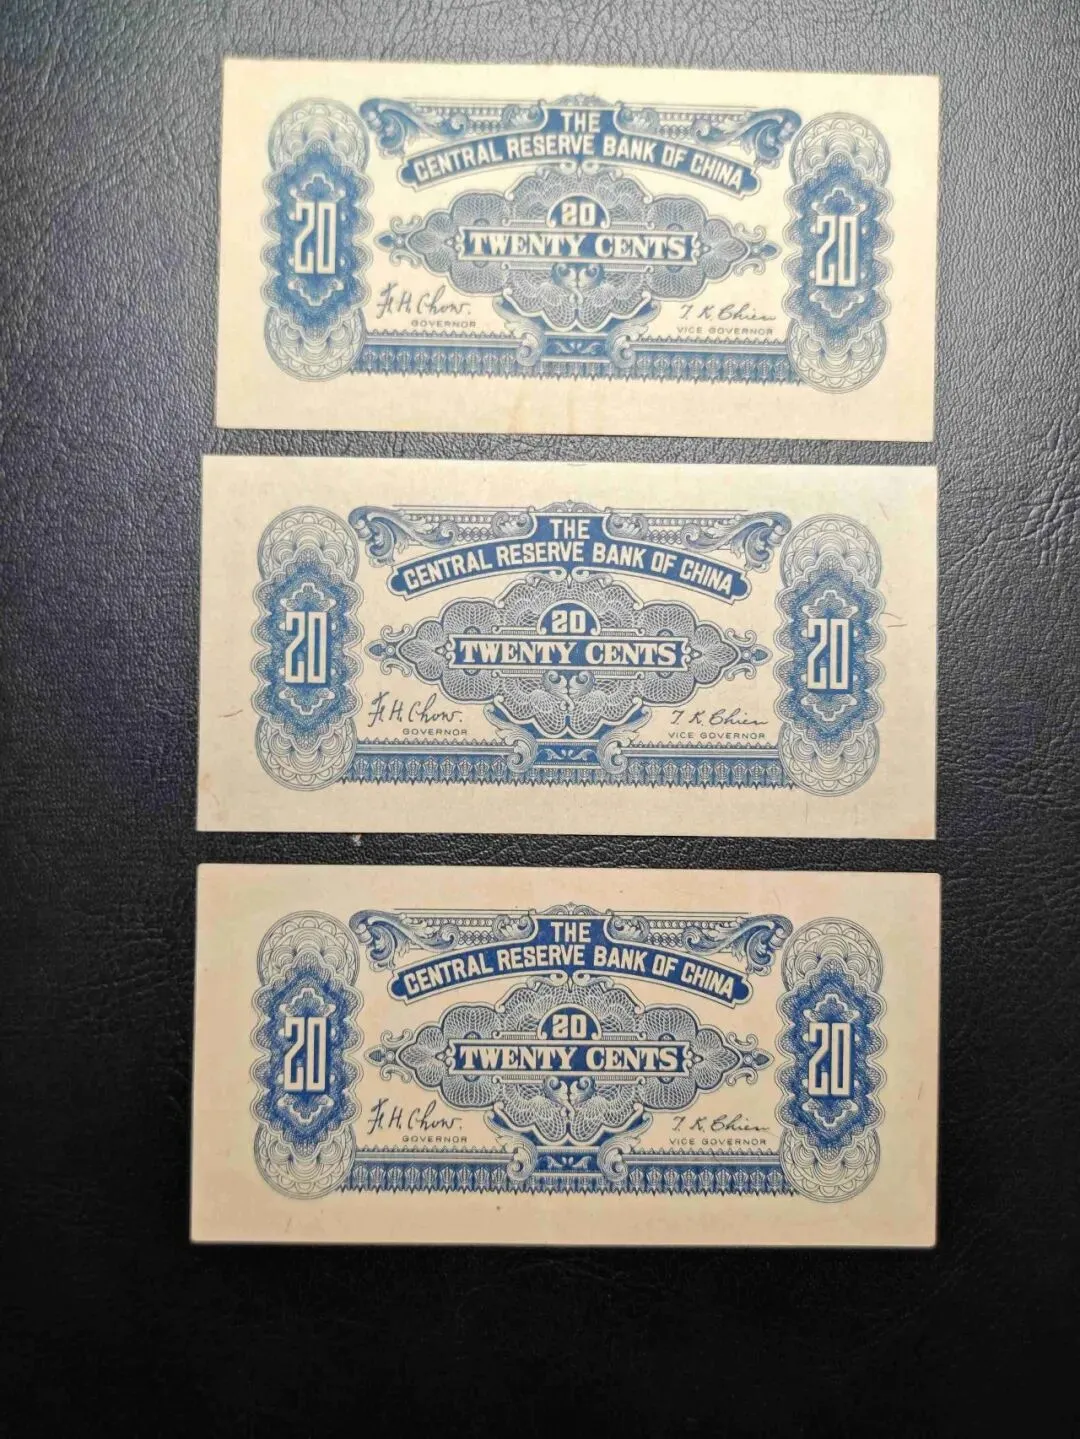 THE
CENTRAL RESERVE BANK OF CHINA
20
TWENTY CENTS
20
20
F. H. Chow.
T. K. Chien
GOVERNOR
VICE GOVERNOR
THE
CENTRAL RESERVE BANK OF CHINA
20
TWENTY CENTS
20
20
F. H. Chow.
T. K. Chien
GOVERNOR
VICE GOVERNOR
THE
CENTRAL RESERVE BANK OF CHINA
20
TWENTY CENTS
20
20
F. H. Chow.
T. K. Chien
GOVERNOR
VICE GOVERNOR